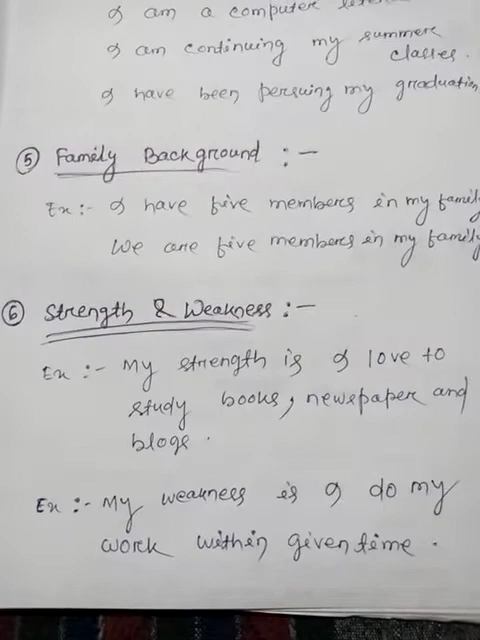 I am a computer
I am continuing my summer
classes.
I have been persuing my graduation
⑤ Family Background :-
Ex :- I have five members in my family
We are five members in my family
⑥ Strength & Weakness :-
Ex :- My strength is I love to
study books, newspaper and
blogs.
Ex :- My weakness is I do my
work within given time.